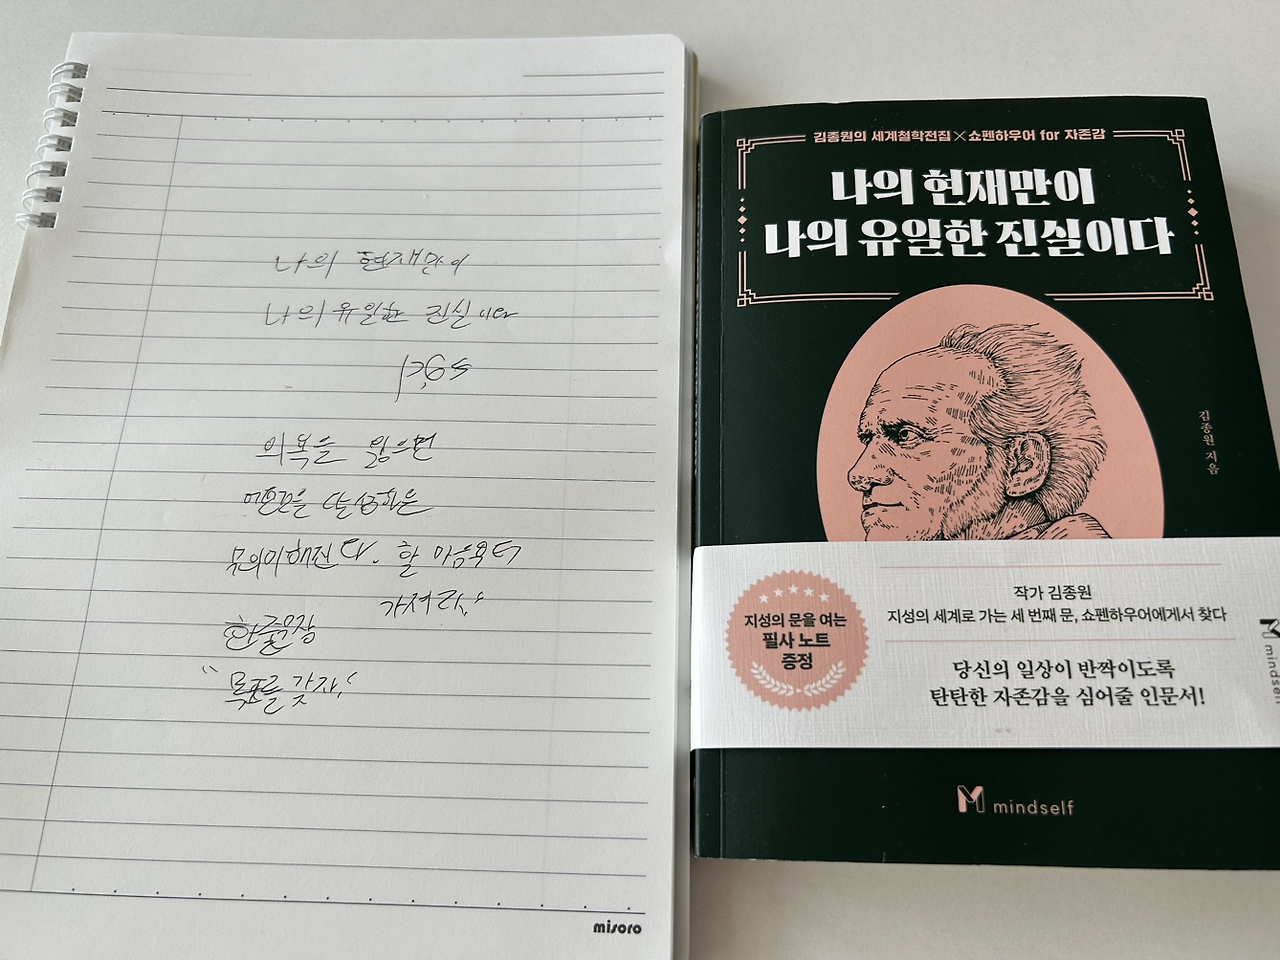 나의 현재만이
나의 유일한 진실이다
P.65
의욕을 잃으면
무의미해진다. 할 마음부터
가져라."
한줄문장
"목표를 갖자."
misoro
김종원의 세계철학전집×쇼펜하우어 for 자존감
나의 현재만이
나의 유일한 진실이다
김종원 지음
지성의 문을 여는
필사 노트
증정
작가 김종원
지성의 세계로 가는 세 번째 문, 쇼펜하우어에게서 찾다
당신의 일상이 반짝이도록
탄탄한 자존감을 심어줄 인문서!
mindself
mindself